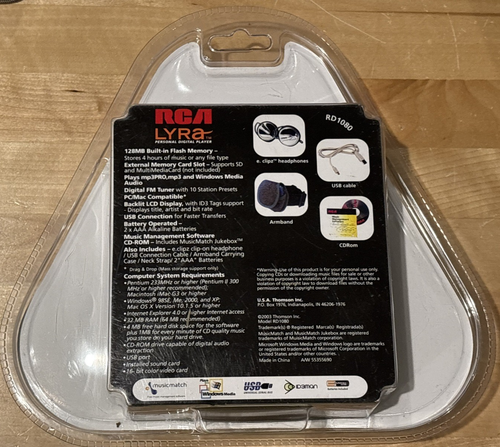 RCA
LYRA™
PERSONAL DIGITAL PLAYER
RD1080
128MB Built-in Flash Memory –
Stores 4 hours of music or any file type
External Memory Card Slot – Supports SD
and MultiMediaCard (not included)
Plays mp3PRO,mp3 and Windows Media
Audio
Digital FM Tuner with 10 Station Presets
PC/Mac Compatible*
Backlit LCD Display, with ID3 Tags support
- Displays title, artist and bit rate
USB Connection for Faster Transfers
Battery Operated –
2 x AAA Alkaline Batteries
Music Management Software
CD-ROM – Includes MusicMatch Jukebox™
Also Includes – e.clipz clip-on headphone
/ USB Connection Cable / Armband Carrying
Case / Neck Strap/ 2"AAA" Batteries
* Drag & Drop (Mass storage support only)
Computer System Requirements
• Pentium 233MHz or higher (Pentium II 300
MHz or higher recommended);
Macintosh iMac G3 or higher
• Windows® 98SE, Me, 2000, and XP;
Mac OS X Version 10.1.5 or higher
• Internet Explorer 4.0 or higher Internet access
• 32 MB RAM (64 MB recommended)
• 4 MB free hard disk space for the software
plus 1MB for every minute of CD quality music
you store on your hard drive.
• CD-ROM drive capable of digital audio
extraction
• USB port
• Installed sound card
• 16- bit color video card
e. clipz™ headphones
USB cable
Armband
CDRom
*Warning-Use of this product is for your personal use only.
Copying CDs or downloading music files for sale or other
business purposes is a violation of copyright laws. It is also a
violation of copyright law to download files without the
permission of the copyright owner.
U.S.A. Thomson Inc.
P.O. Box 1976, Indianapolis, IN 46206-1976
©2003 Thomson Inc.
Model RD1080
Trademark(s) ® Registered Marca(s) Registrada(s)
MusicMatch and MusicMatch Jukebox are registered
trademarks of MusicMatch corporation.
Microsoft Windows Media and Windows logo are trademarks
or registered trademarks of Microsoft Corporation in the
United States and/or other countries.
Made in China A/W 55355690
musicmatch
Windows Media
USB